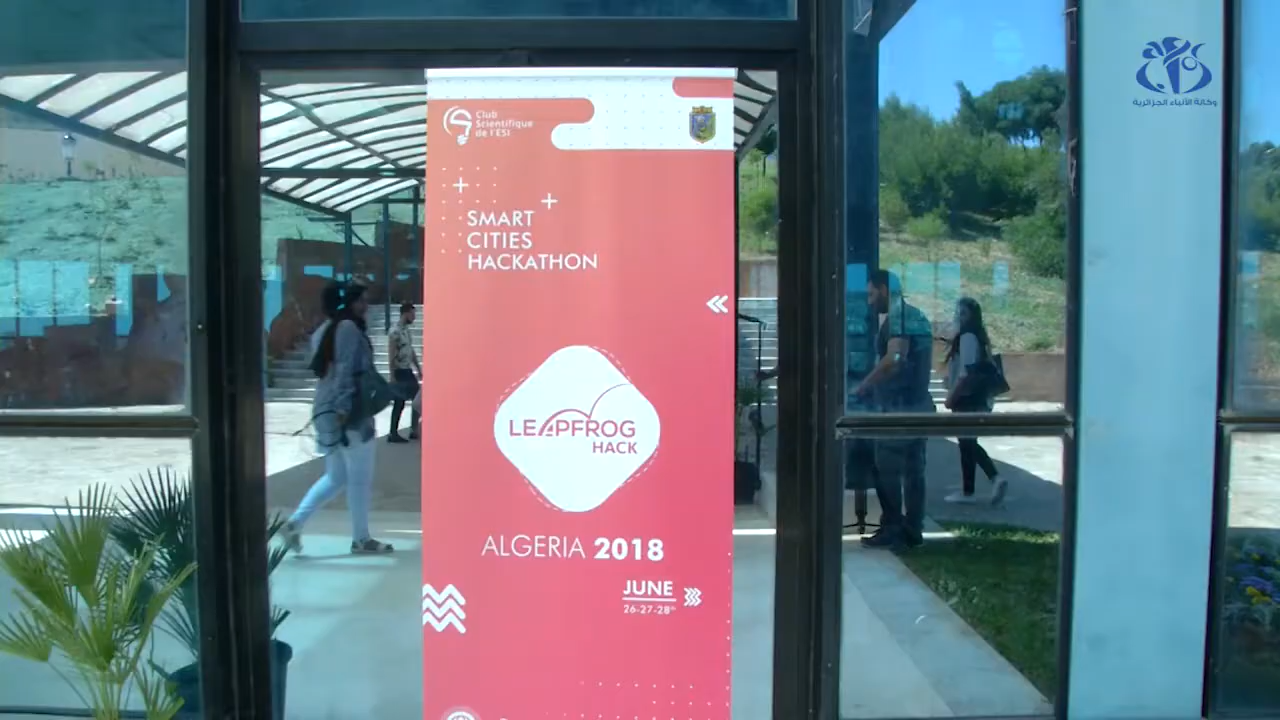 Club
Scientifique
de l'ESI
SMART
CITIES
HACKATHON
LEAPFROG
HACK
ALGERIA 2018
JUNE
26-27-28th
وكالة الأنباء الجزائرية